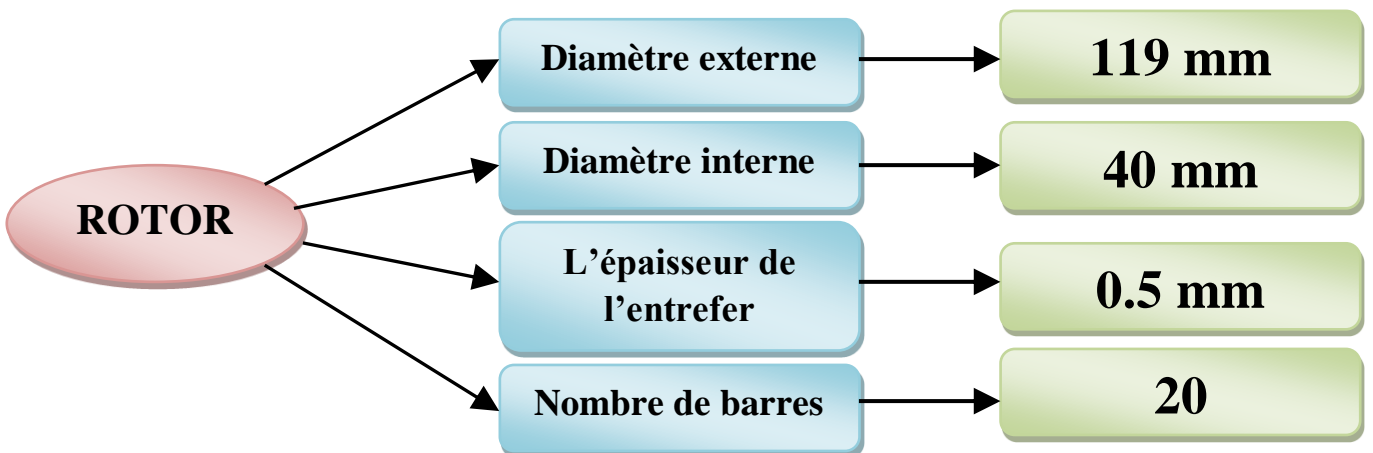 ROTOR
Diamètre externe
119 mm
Diamètre interne
40 mm
L’épaisseur de
l’entrefer
0.5 mm
Nombre de barres
20